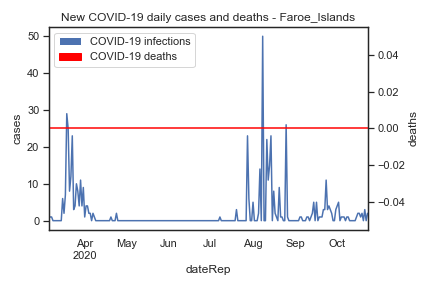 New COVID-19 daily cases and deaths - Faroe_Islands
COVID-19 infections
COVID-19 deaths
50
40
30
20
10
0
cases
0.04
0.02
0.00
−0.02
−0.04
deaths
Apr May Jun Jul Aug Sep Oct
2020
dateRep